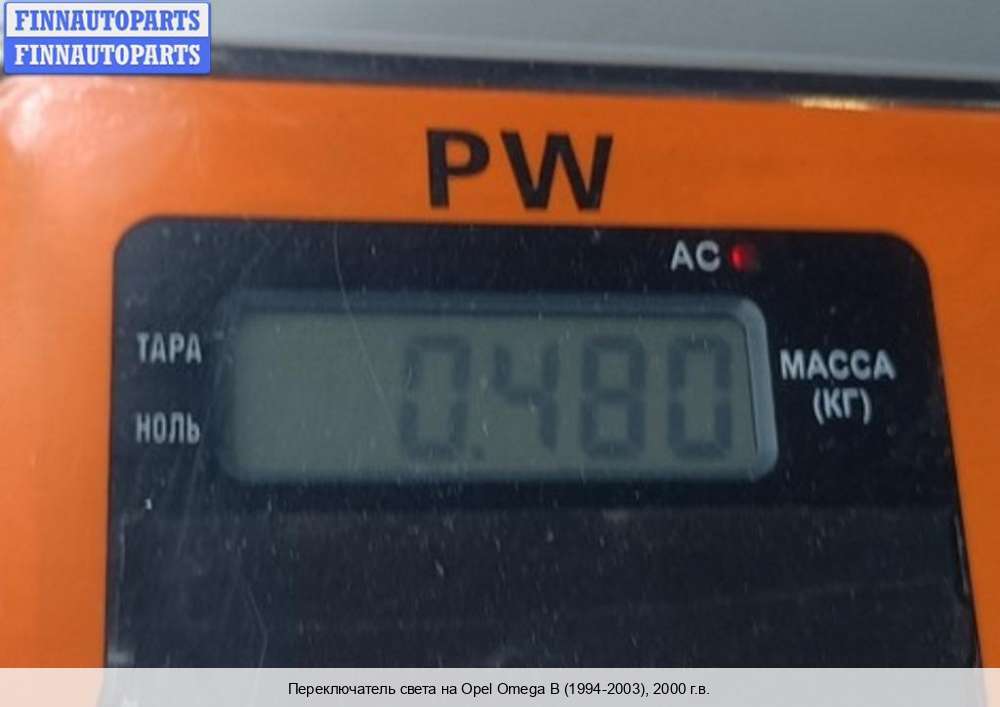 FINNAUTOPARTS
FINNAUTOPARTS
PW
AC
ТАРА
0.480
МАССА
(КГ)
НОЛЬ
Переключатель света на Opel Omega B (1994-2003), 2000 г.в.